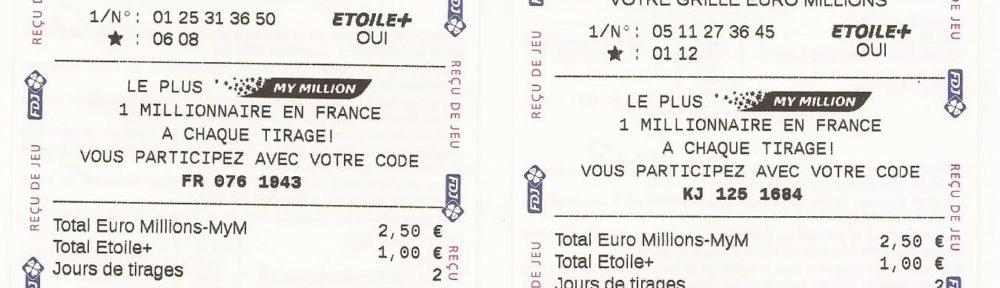 1/N°: 01 25 31 36 50 ETOILE+
★ : 06 08 OUI
LE PLUS MY MILLION
1 MILLIONNAIRE EN FRANCE
A CHAQUE TIRAGE!
VOUS PARTICIPEZ AVEC VOTRE CODE
FR 076 1943
Total Euro Millions-MyM 2,50 €
Total Etoile+ 1,00 €
Jours de tirages 2
REÇU DE JEU
FDJ
REÇU DE JEU
REÇU DE JEU
FDJ
REÇU
VOTRE GRILLE EURO MILLIONS
1/N°: 05 11 27 36 45 ETOILE+
★ : 01 12 OUI
LE PLUS MY MILLION
1 MILLIONNAIRE EN FRANCE
A CHAQUE TIRAGE!
VOUS PARTICIPEZ AVEC VOTRE CODE
KJ 125 1684
Total Euro Millions-MyM 2,50 €
Total Etoile+ 1,00 €
Jours de tirages 2
REÇU DE JEU
FDJ
DE JEU
DE JEU
FDJ
REÇU DE JEU
FDJ